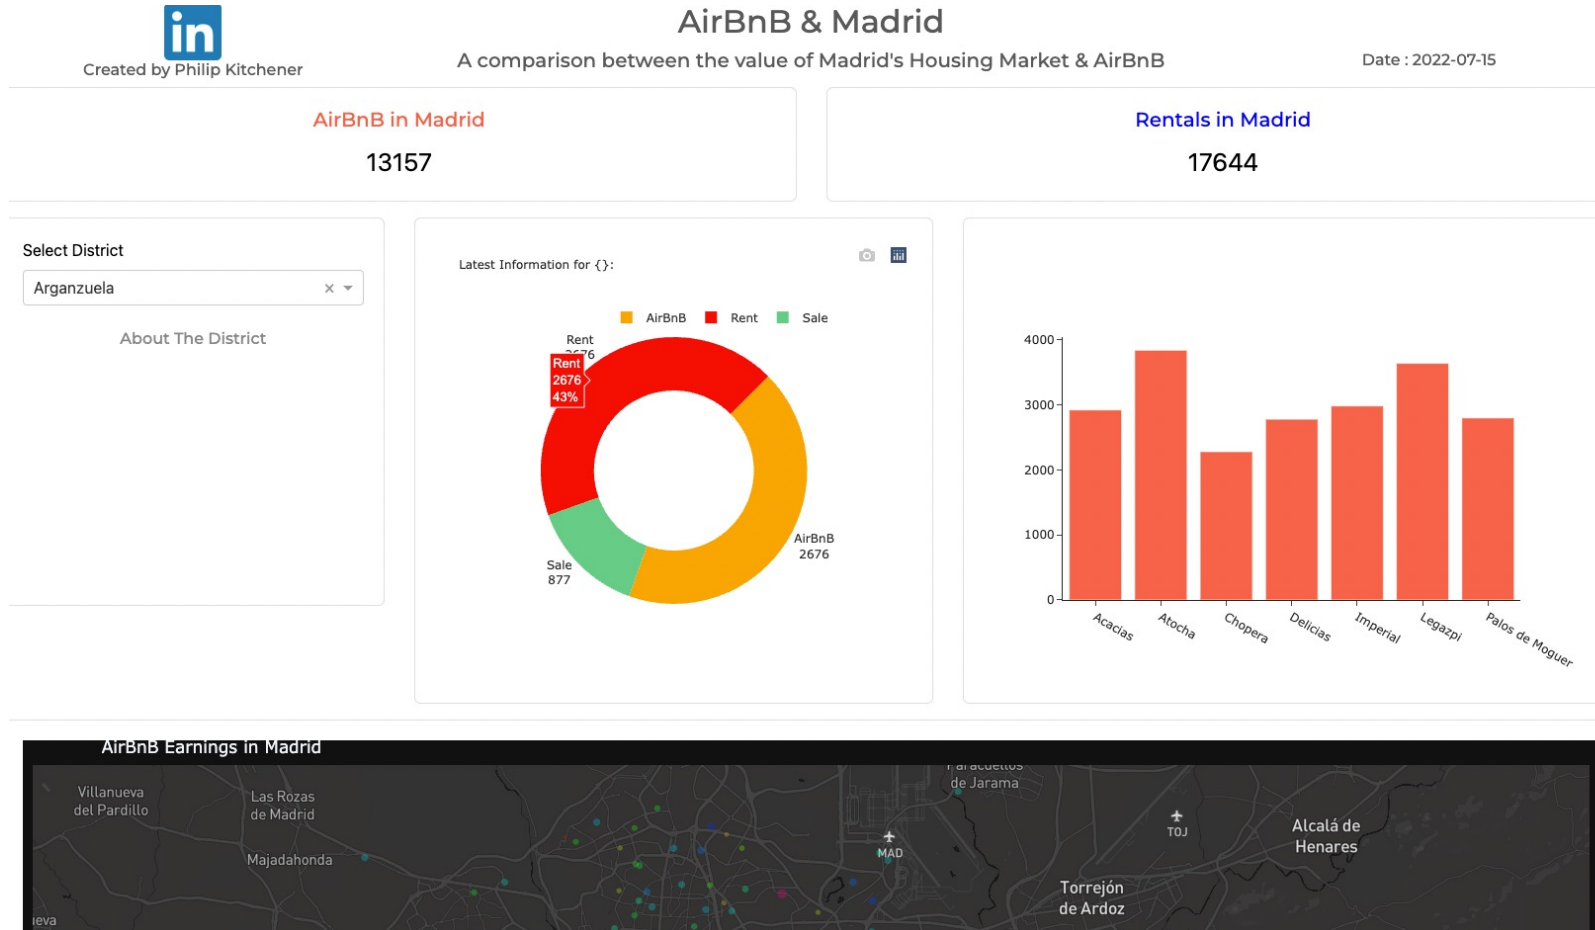 in
Created by Philip Kitchener
AirBnB & Madrid
A comparison between the value of Madrid's Housing Market & AirBnB
Date : 2022-07-15
AirBnB in Madrid
13157
Rentals in Madrid
17644
Select District
Arganzuela
About The District
Latest Information for {}:
AirBnB
Rent
Sale
Rent
2676
Rent
2676
43%
AirBnB
2676
Sale
877
4000
3000
2000
1000
0
Acacias
Atocha
Chopera
Delicias
Imperial
Legazpi
Palos de Moguer
AirBnB Earnings in Madrid
Villanueva
del Pardillo
Las Rozas
de Madrid
Majadahonda
Paracuellos
de Jarama
MAD
TOJ
Alcalá de
Henares
Torrejón
de Ardoz